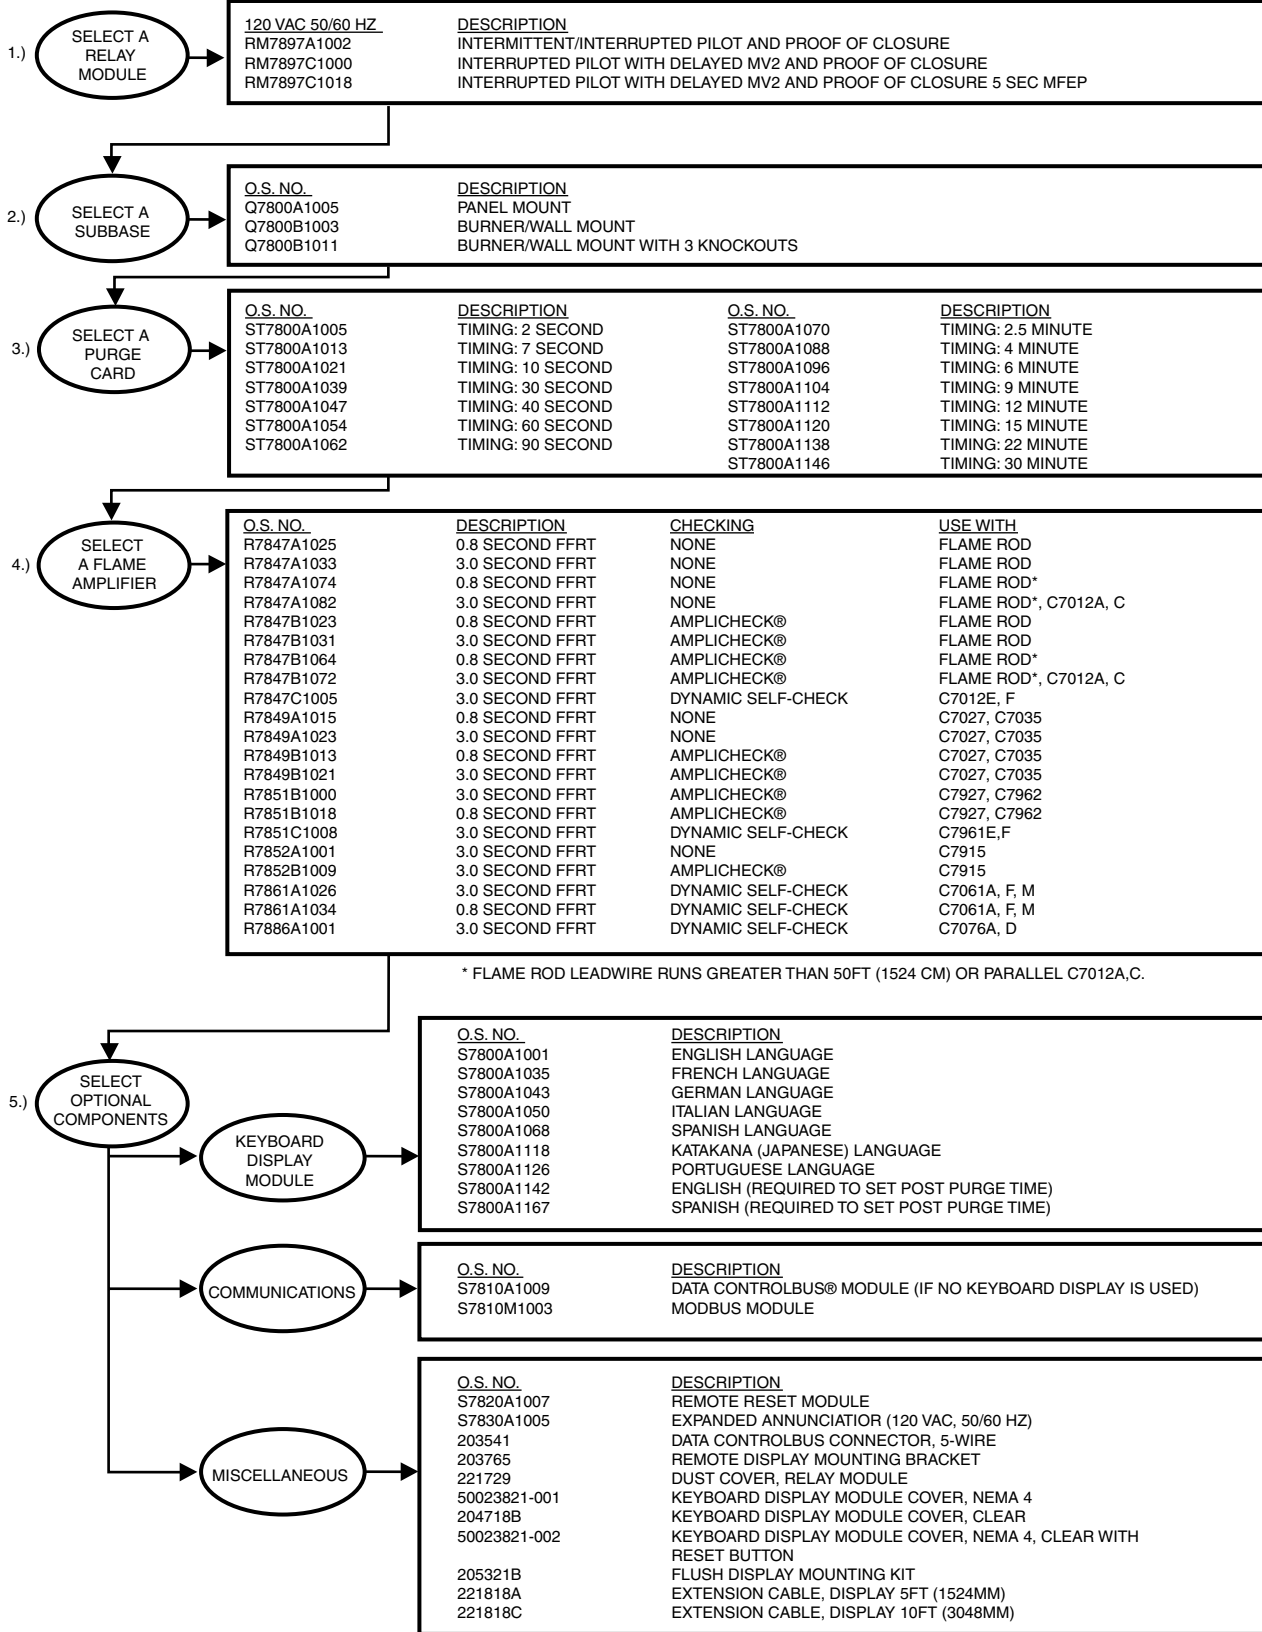 1.)
SELECT A
RELAY
MODULE
120 VAC 50/60 HZ DESCRIPTION
RM7897A1002 INTERMITTENT/INTERRUPTED PILOT AND PROOF OF CLOSURE
RM7897C1000 INTERRUPTED PILOT WITH DELAYED MV2 AND PROOF OF CLOSURE
RM7897C1018 INTERRUPTED PILOT WITH DELAYED MV2 AND PROOF OF CLOSURE 5 SEC MFEP
2.)
SELECT A
SUBBASE
O.S. NO. DESCRIPTION
Q7800A1005 PANEL MOUNT
Q7800B1003 BURNER/WALL MOUNT
Q7800B1011 BURNER/WALL MOUNT WITH 3 KNOCKOUTS
3.)
SELECT A
PURGE
CARD
O.S. NO. DESCRIPTION O.S. NO. DESCRIPTION
ST7800A1005 TIMING: 2 SECOND ST7800A1070 TIMING: 2.5 MINUTE
ST7800A1013 TIMING: 7 SECOND ST7800A1088 TIMING: 4 MINUTE
ST7800A1021 TIMING: 10 SECOND ST7800A1096 TIMING: 6 MINUTE
ST7800A1039 TIMING: 30 SECOND ST7800A1104 TIMING: 9 MINUTE
ST7800A1047 TIMING: 40 SECOND ST7800A1112 TIMING: 12 MINUTE
ST7800A1054 TIMING: 60 SECOND ST7800A1120 TIMING: 15 MINUTE
ST7800A1062 TIMING: 90 SECOND ST7800A1138 TIMING: 22 MINUTE
ST7800A1146 TIMING: 30 MINUTE
4.)
SELECT
A FLAME
AMPLIFIER
O.S. NO. DESCRIPTION CHECKING USE WITH
R7847A1025 0.8 SECOND FFRT NONE FLAME ROD
R7847A1033 3.0 SECOND FFRT NONE FLAME ROD
R7847A1074 0.8 SECOND FFRT NONE FLAME ROD*
R7847A1082 3.0 SECOND FFRT NONE FLAME ROD*, C7012A, C
R7847B1023 0.8 SECOND FFRT AMPLICHECK® FLAME ROD
R7847B1031 3.0 SECOND FFRT AMPLICHECK® FLAME ROD
R7847B1064 0.8 SECOND FFRT AMPLICHECK® FLAME ROD*
R7847B1072 3.0 SECOND FFRT AMPLICHECK® FLAME ROD*, C7012A, C
R7847C1005 3.0 SECOND FFRT DYNAMIC SELF-CHECK C7012E, F
R7849A1015 0.8 SECOND FFRT NONE C7027, C7035
R7849A1023 3.0 SECOND FFRT NONE C7027, C7035
R7849B1013 0.8 SECOND FFRT AMPLICHECK® C7027, C7035
R7849B1021 3.0 SECOND FFRT AMPLICHECK® C7027, C7035
R7851B1000 3.0 SECOND FFRT AMPLICHECK® C7927, C7962
R7851B1018 0.8 SECOND FFRT AMPLICHECK® C7927, C7962
R7851C1008 3.0 SECOND FFRT DYNAMIC SELF-CHECK C7961E,F
R7852A1001 3.0 SECOND FFRT NONE C7915
R7852B1009 3.0 SECOND FFRT AMPLICHECK® C7915
R7861A1026 3.0 SECOND FFRT DYNAMIC SELF-CHECK C7061A, F, M
R7861A1034 0.8 SECOND FFRT DYNAMIC SELF-CHECK C7061A, F, M
R7886A1001 3.0 SECOND FFRT DYNAMIC SELF-CHECK C7076A, D
* FLAME ROD LEADWIRE RUNS GREATER THAN 50FT (1524 CM) OR PARALLEL C7012A,C.
5.)
SELECT
OPTIONAL
COMPONENTS
KEYBOARD
DISPLAY
MODULE
O.S. NO. DESCRIPTION
S7800A1001 ENGLISH LANGUAGE
S7800A1035 FRENCH LANGUAGE
S7800A1043 GERMAN LANGUAGE
S7800A1050 ITALIAN LANGUAGE
S7800A1068 SPANISH LANGUAGE
S7800A1118 KATAKANA (JAPANESE) LANGUAGE
S7800A1126 PORTUGUESE LANGUAGE
S7800A1142 ENGLISH (REQUIRED TO SET POST PURGE TIME)
S7800A1167 SPANISH (REQUIRED TO SET POST PURGE TIME)
COMMUNICATIONS
O.S. NO. DESCRIPTION
S7810A1009 DATA CONTROLBUS® MODULE (IF NO KEYBOARD DISPLAY IS USED)
S7810M1003 MODBUS MODULE
MISCELLANEOUS
O.S. NO. DESCRIPTION
S7820A1007 REMOTE RESET MODULE
S7830A1005 EXPANDED ANNUNCIATIOR (120 VAC, 50/60 HZ)
203541 DATA CONTROLBUS CONNECTOR, 5-WIRE
203765 REMOTE DISPLAY MOUNTING BRACKET
221729 DUST COVER, RELAY MODULE
50023821-001 KEYBOARD DISPLAY MODULE COVER, NEMA 4
204718B KEYBOARD DISPLAY MODULE COVER, CLEAR
50023821-002 KEYBOARD DISPLAY MODULE COVER, NEMA 4, CLEAR WITH
RESET BUTTON
205321B FLUSH DISPLAY MOUNTING KIT
221818A EXTENSION CABLE, DISPLAY 5FT (1524MM)
221818C EXTENSION CABLE, DISPLAY 10FT (3048MM)